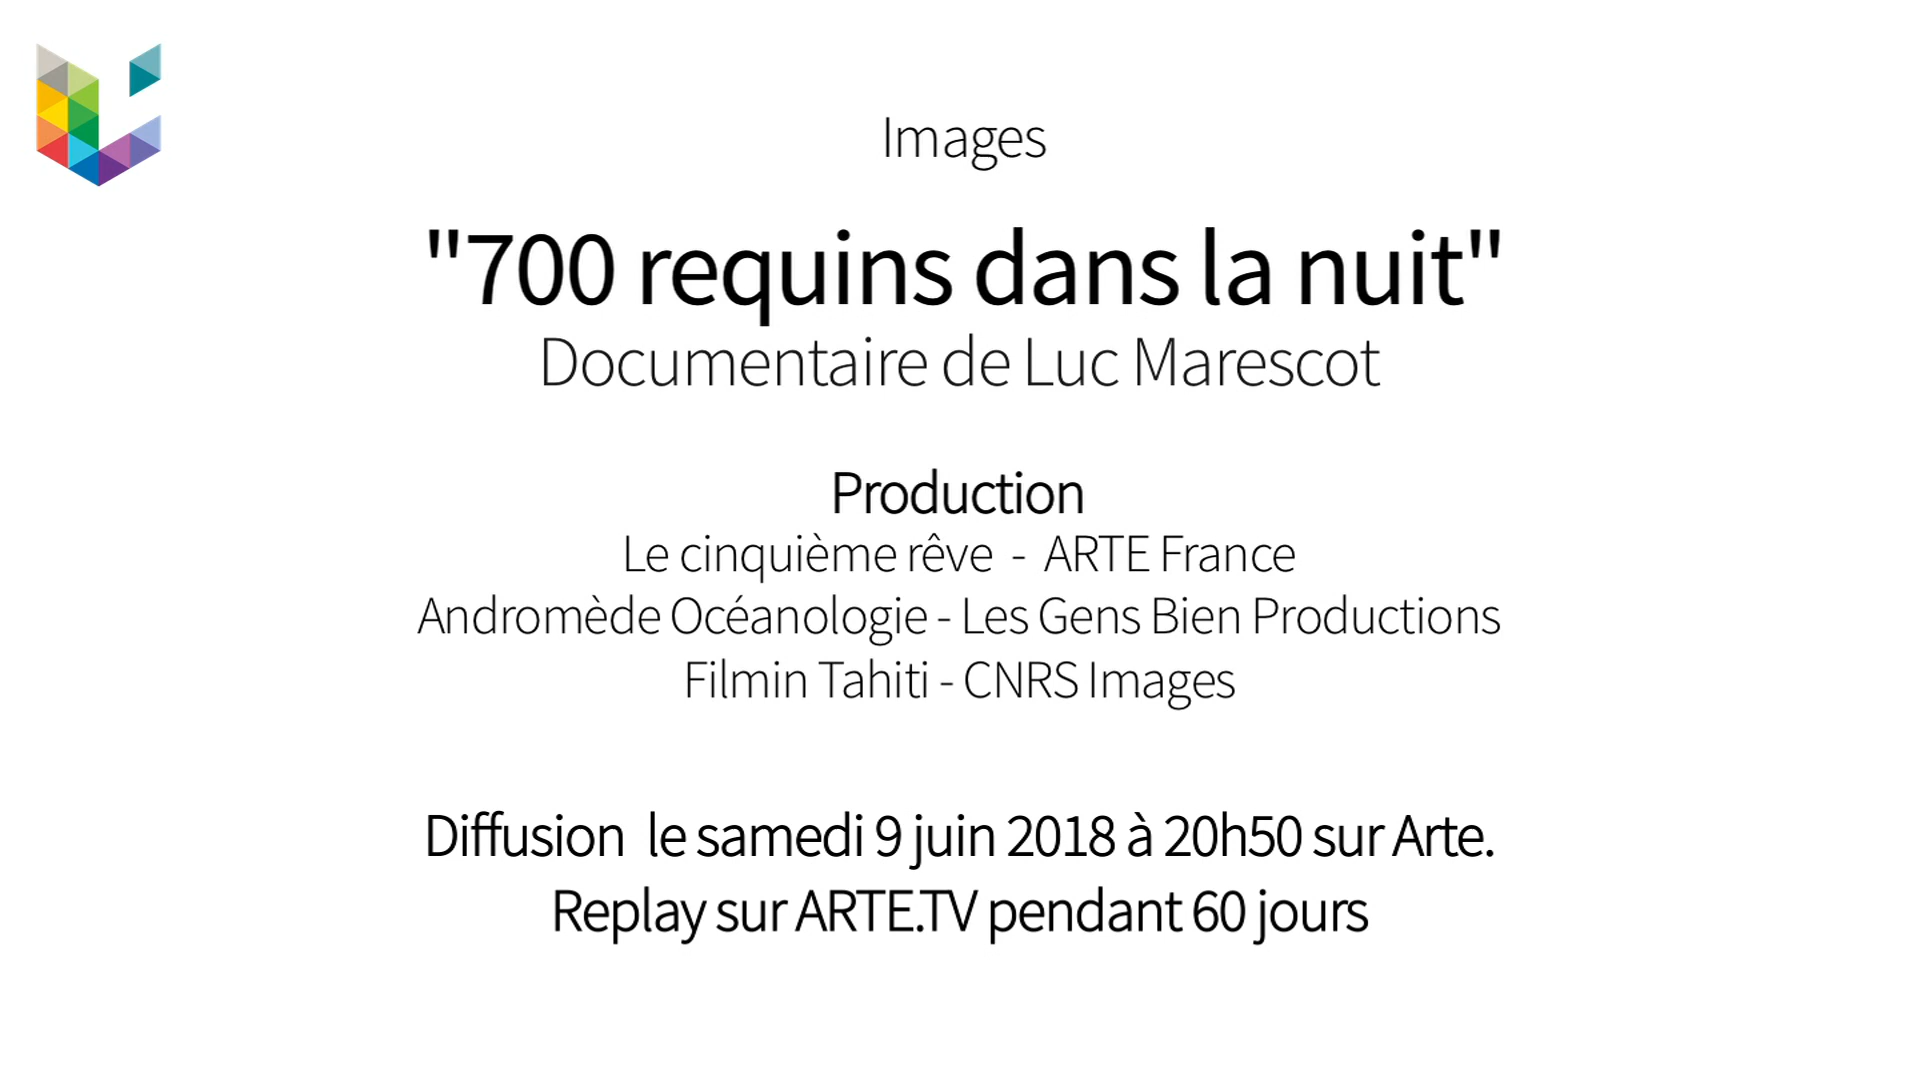 Images
"700 requins dans la nuit"
Documentaire de Luc Marescot
Production
Le cinquième rêve - ARTE France
Andromède Océanologie - Les Gens Bien Productions
Filmin Tahiti - CNRS Images
Diffusion le samedi 9 juin 2018 à 20h50 sur Arte.
Replay sur ARTE.TV pendant 60 jours